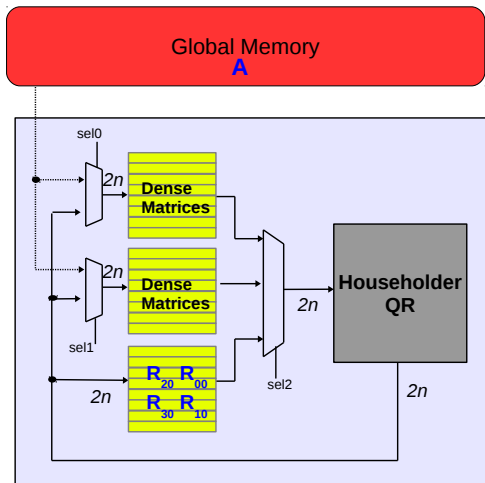 Global Memory
A
sel0
2n
Dense
Matrices
2n
Dense
Matrices
sel1
2n
R20 R00
R30 R10
sel2
2n
Householder
QR
2n